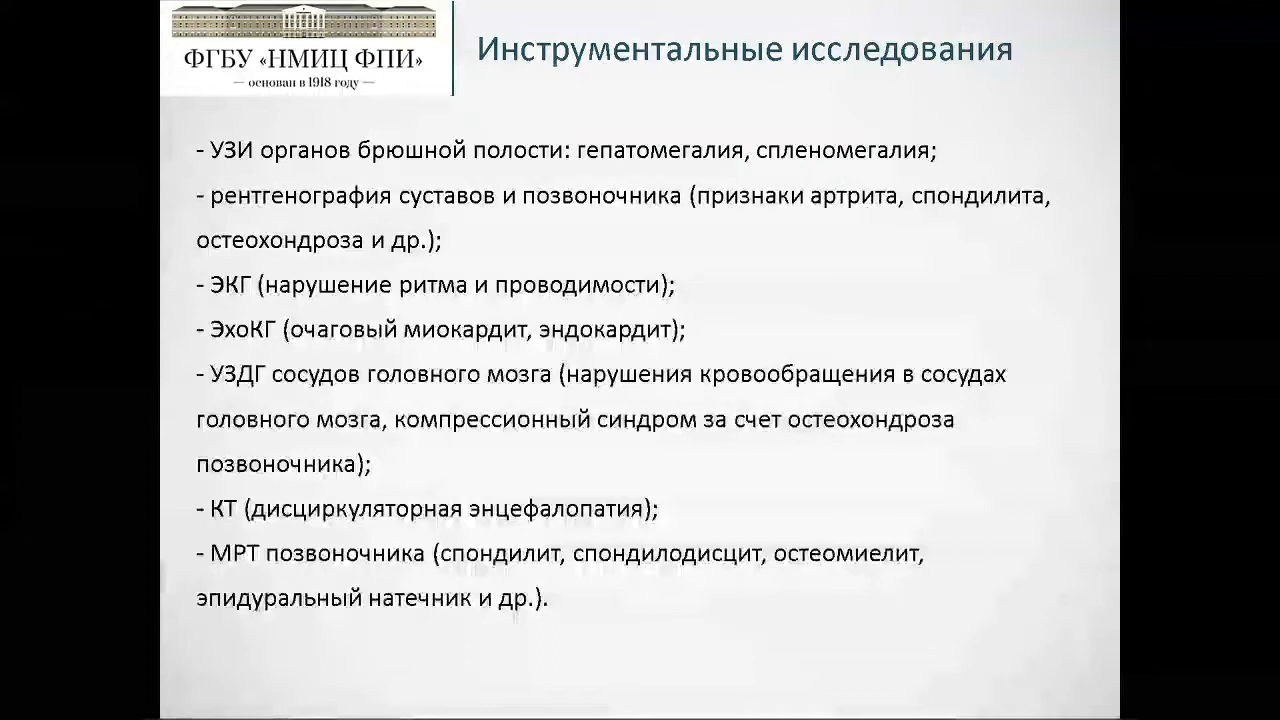 ФГБУ «НМИЦ ФПИ»
— основан в 1918 году —
Инструментальные исследования
- УЗИ органов брюшной полости: гепатомегалия, спленомегалия;
- рентгенография суставов и позвоночника (признаки артрита, спондилита,
остеохондроза и др.);
- ЭКГ (нарушение ритма и проводимости);
- ЭхоКГ (очаговый миокардит, эндокардит);
- УЗДГ сосудов головного мозга (нарушения кровообращения в сосудах
головного мозга, компрессионный синдром за счет остеохондроза
позвоночника);
- КТ (дисциркуляторная энцефалопатия);
- МРТ позвоночника (спондилит, спондилодисцит, остеомиелит,
эпидуральный натечник и др.).